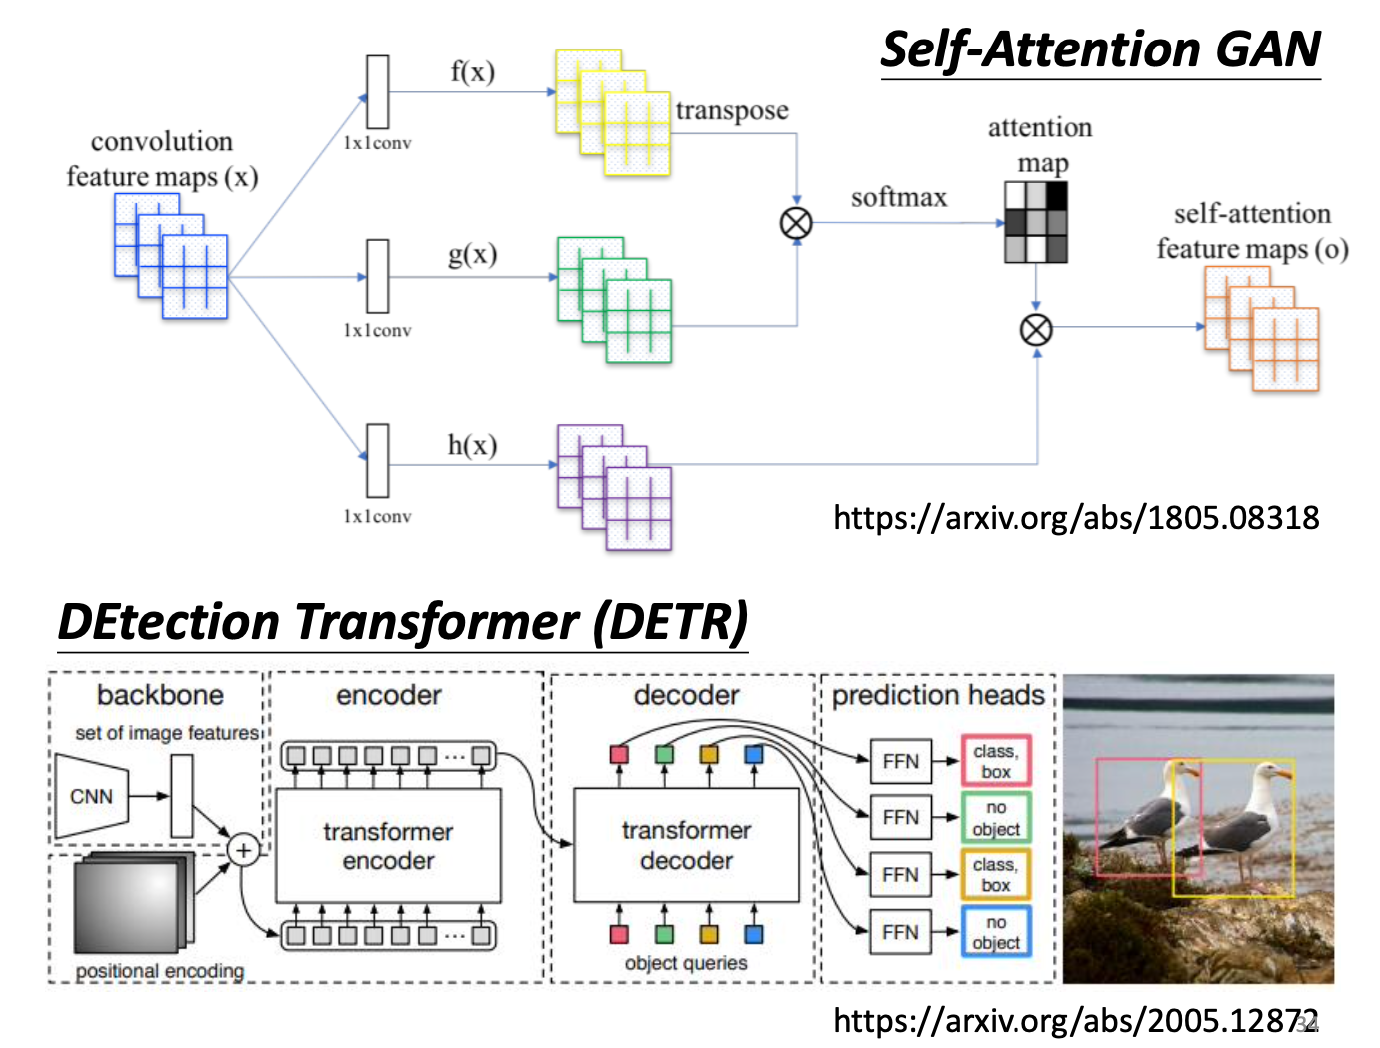 Self-Attention GAN
convolution
feature maps (x)
1x1conv
f(x)
transpose
1x1conv
g(x)
1x1conv
h(x)
softmax
attention
map
self-attention
feature maps (o)
https://arxiv.org/abs/1805.08318
DEtection Transformer (DETR)
backbone
set of image features
CNN
+
positional encoding
encoder
...
transformer
encoder
...
decoder
transformer
decoder
object queries
prediction heads
FFN
class,
box
FFN
no
object
FFN
class,
box
FFN
no
object
https://arxiv.org/abs/2005.12872
34